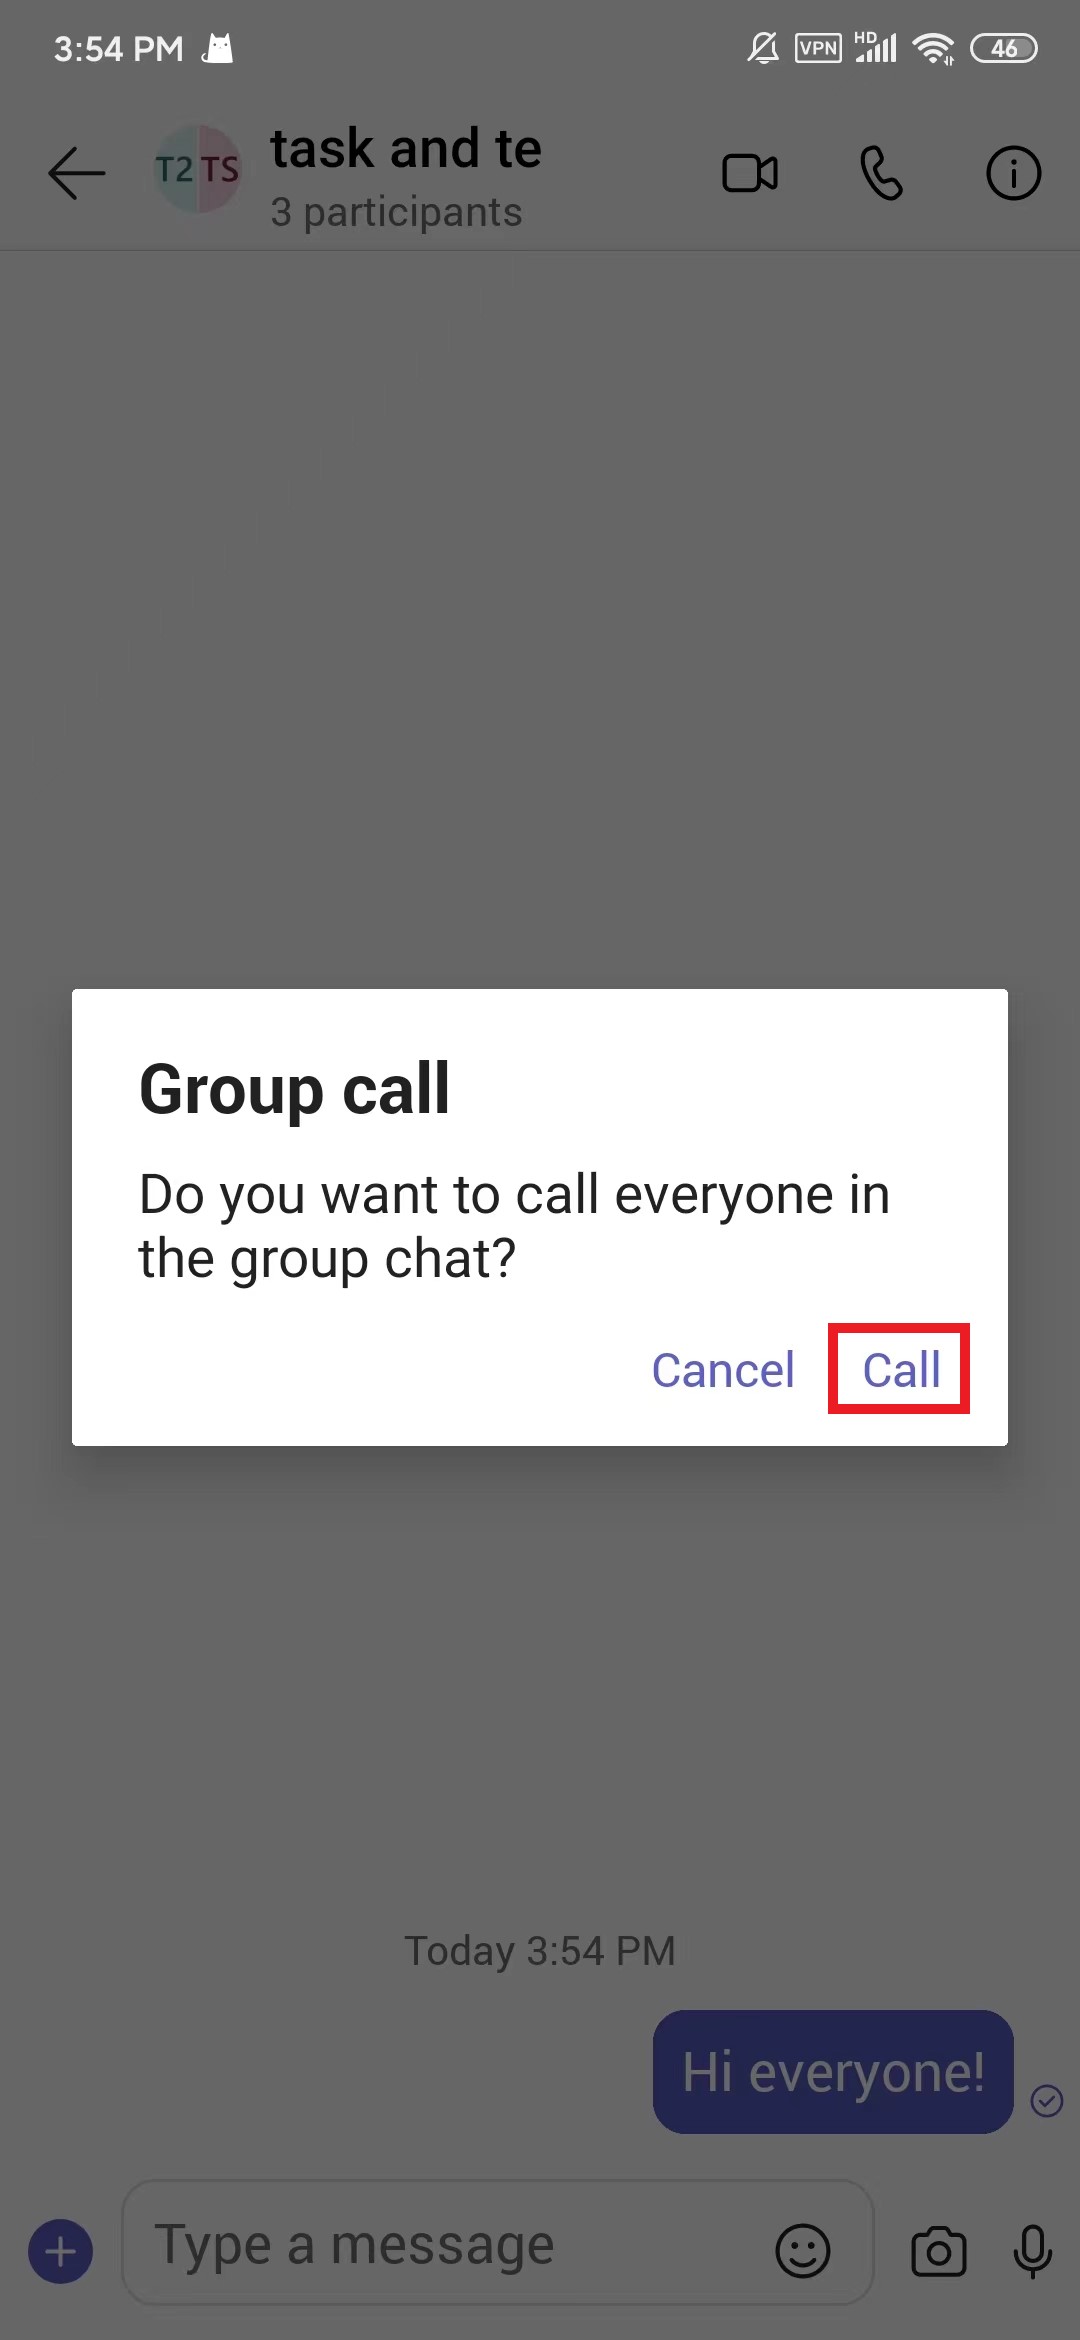 3:54 PM
VPN
HD
46
T2 TS
task and te
3 participants
Group call
Do you want to call everyone in
the group chat?
Cancel
Call
Today 3:54 PM
Hi everyone!
Type a message